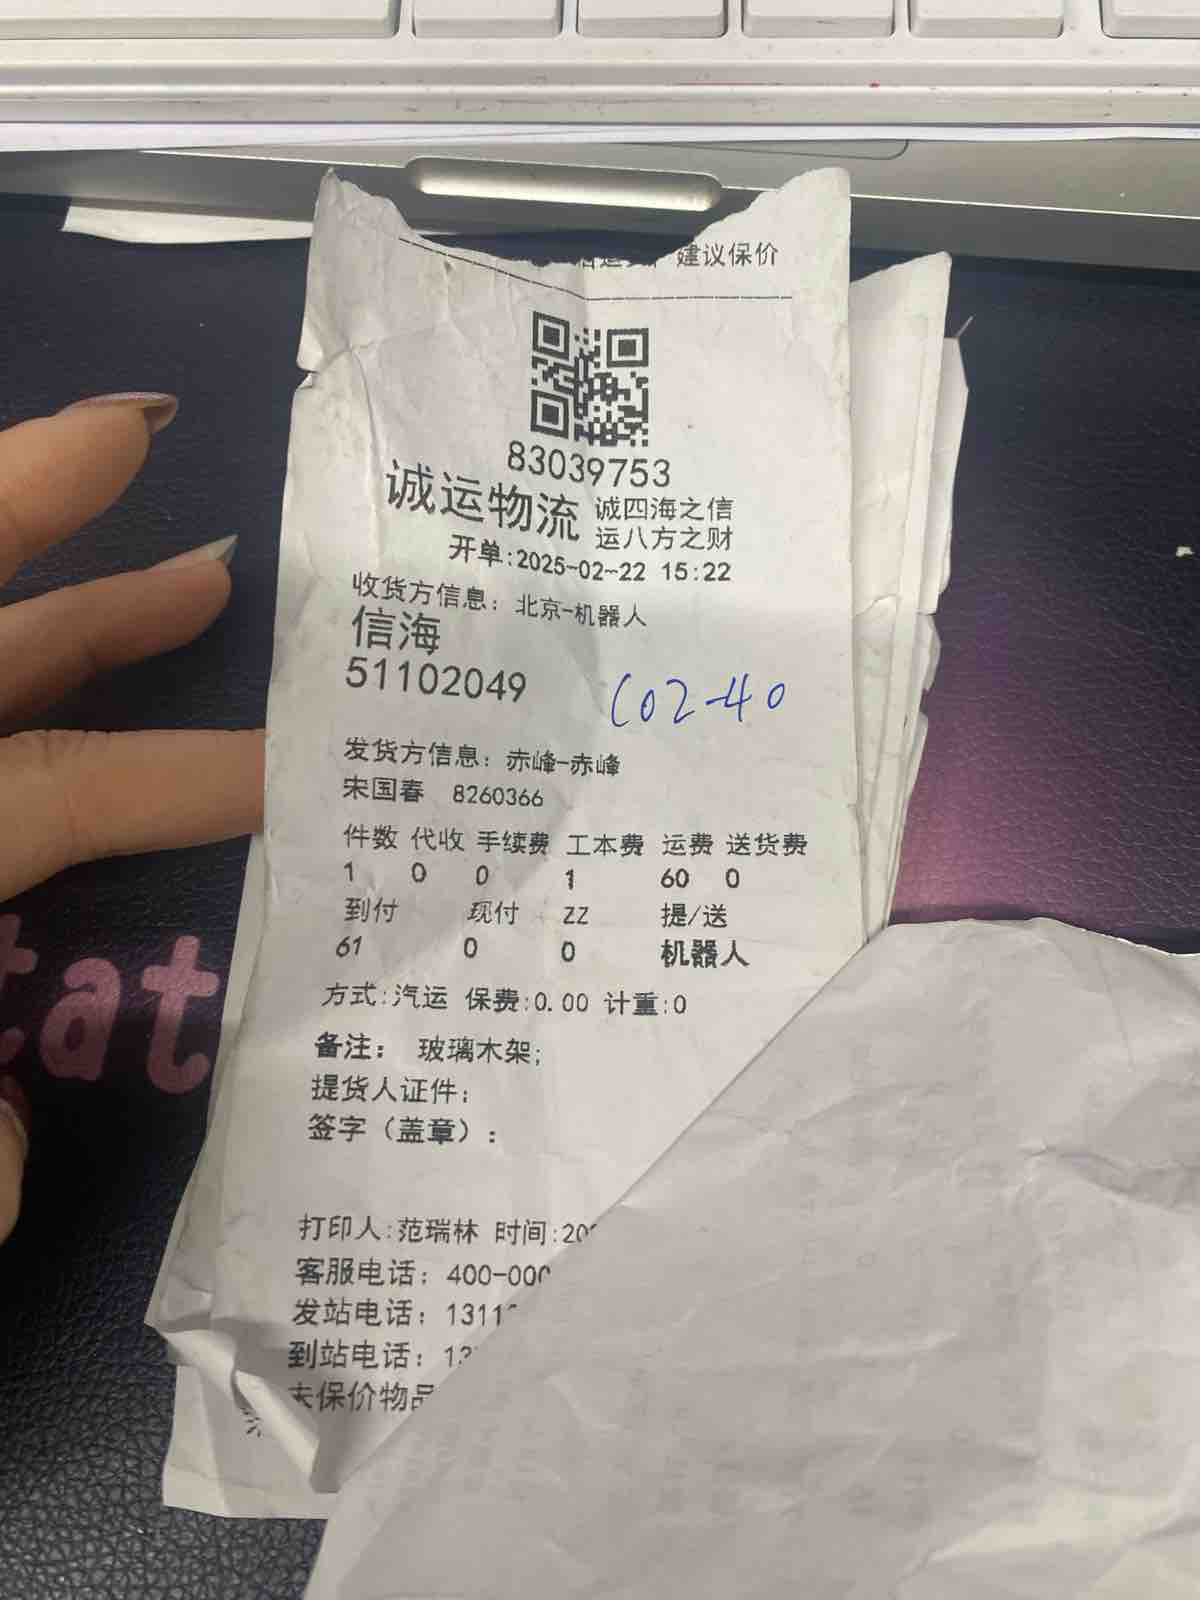 建议保价
83039753
诚运物流 诚四海之信
运八方之财
开单:2025-02-22 15:22
收货方信息: 北京-机器人
信海
51102049
C02-40
发货方信息: 赤峰-赤峰
宋国春 8260366
件数 代收 手续费 工本费 运费 送货费
1 0 0 1 60 0
到付 现付 ZZ 提/送
61 0 0 机器人
方式:汽运 保费:0.00 计重:0
备注: 玻璃木架;
提货人证件:
签字（盖章）:
打印人:范瑞林 时间:20
客服电话: 400-000
发站电话: 1311
到站电话: 13
未保价物品
tat